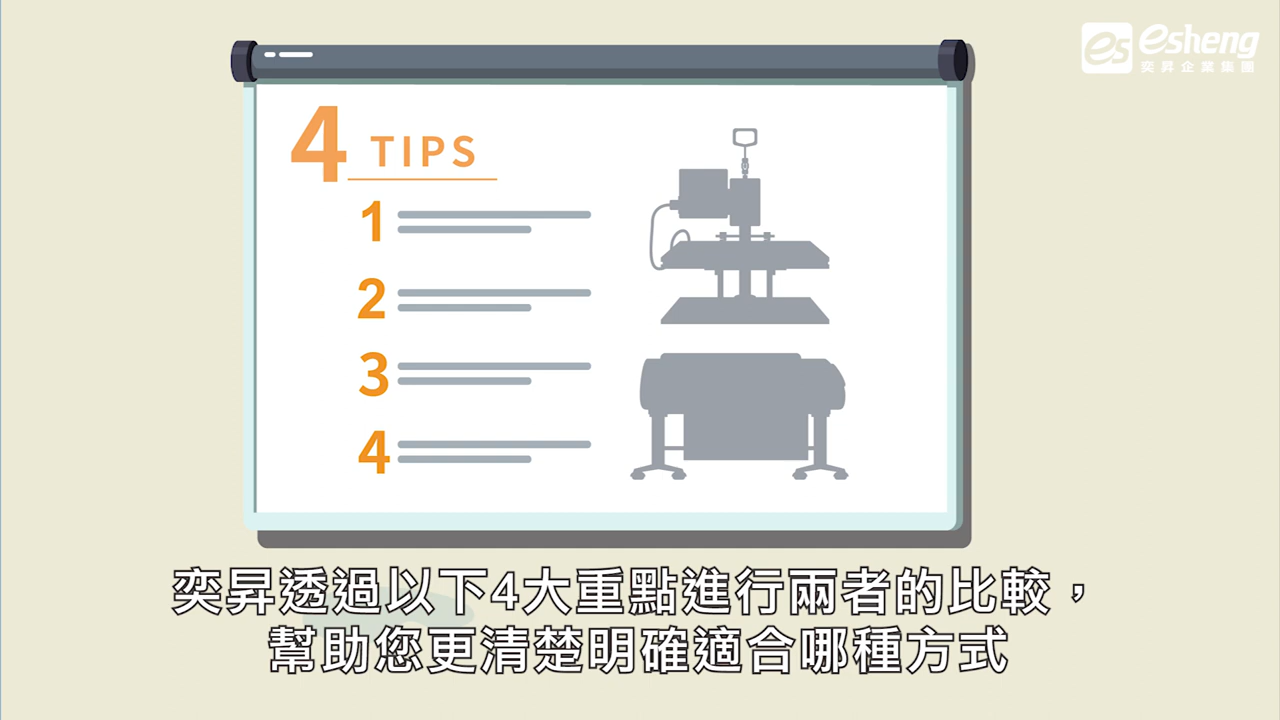 es esheng
奕昇企業集團
4 TIPS
1
2
3
4
奕昇透過以下4大重點進行兩者的比較，
幫助您更清楚明確適合哪種方式